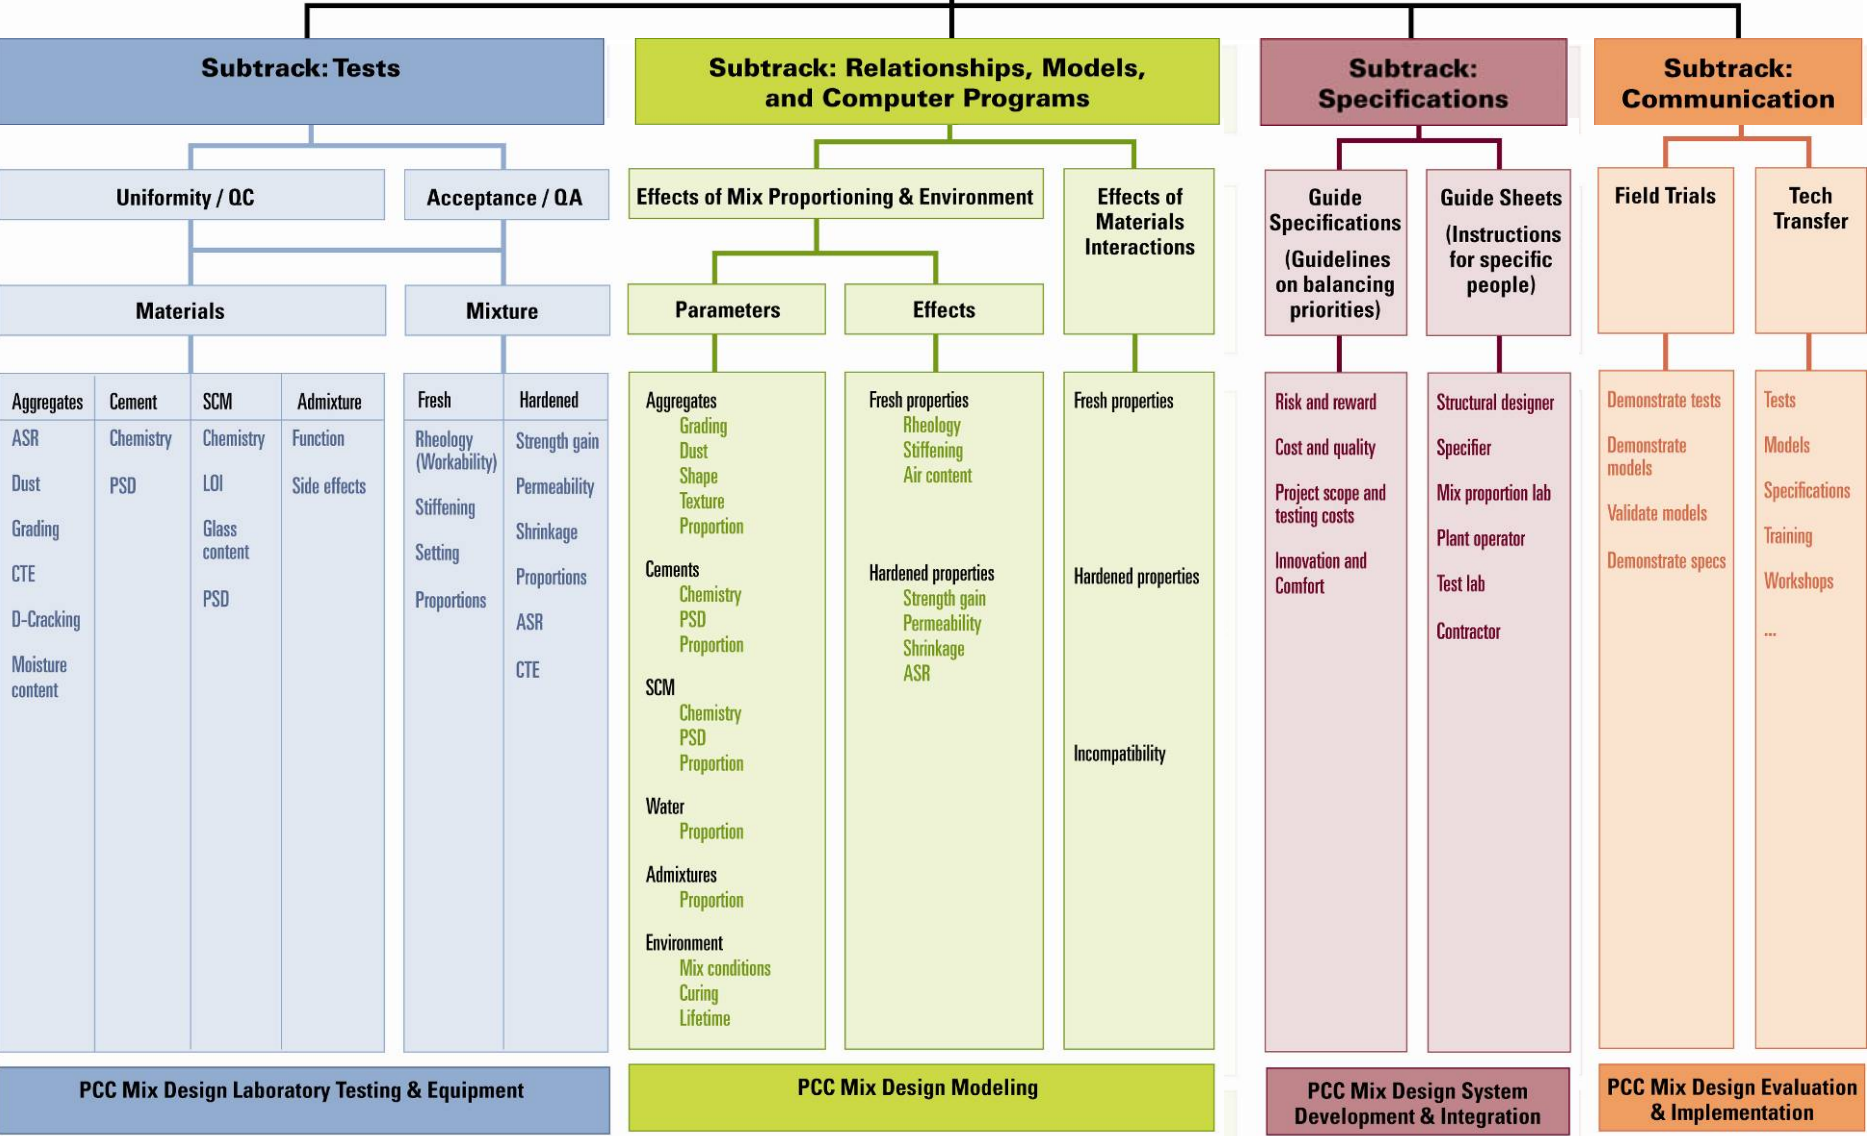 Subtrack: Tests
Uniformity / QC
Acceptance / QA
Materials
Mixture
Aggregates
ASR
Dust
Grading
CTE
D-Cracking
Moisture
content
Cement
Chemistry
PSD
SCM
Chemistry
LOI
Glass
content
PSD
Admixture
Function
Side effects
Fresh
Rheology
(Workability)
Stiffening
Setting
Proportions
Hardened
Strength gain
Permeability
Shrinkage
Proportions
ASR
CTE
PCC Mix Design Laboratory Testing & Equipment
Subtrack: Relationships, Models,
and Computer Programs
Effects of Mix Proportioning & Environment
Effects of
Materials
Interactions
Parameters
Effects
Aggregates
Grading
Dust
Shape
Texture
Proportion
Cements
Chemistry
PSD
Proportion
SCM
Chemistry
PSD
Proportion
Water
Proportion
Admixtures
Proportion
Environment
Mix conditions
Curing
Lifetime
Fresh properties
Rheology
Stiffening
Air content
Hardened properties
Strength gain
Permeability
Shrinkage
ASR
Fresh properties
Hardened properties
Incompatibility
PCC Mix Design Modeling
Subtrack:
Specifications
Guide
Specifications
(Guidelines
on balancing
priorities)
Guide Sheets
(Instructions
for specific
people)
Risk and reward
Cost and quality
Project scope and
testing costs
Innovation and
Comfort
Structural designer
Specifier
Mix proportion lab
Plant operator
Test lab
Contractor
PCC Mix Design System
Development & Integration
Subtrack:
Communication
Field Trials
Tech
Transfer
Demonstrate tests
Demonstrate
models
Validate models
Demonstrate specs
Tests
Models
Specifications
Training
Workshops
...
PCC Mix Design Evaluation
& Implementation